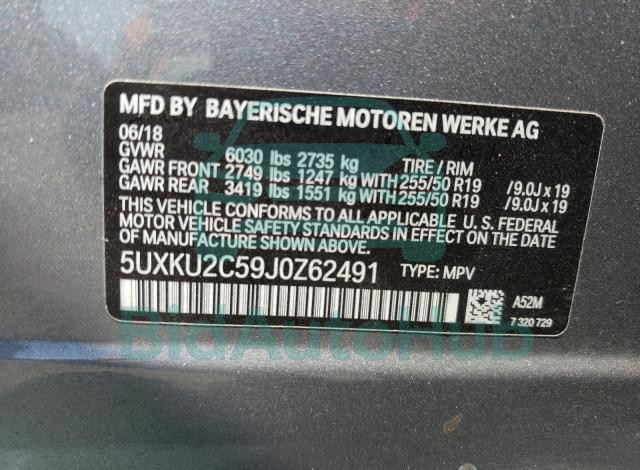 MFD BY BAYERISCHE MOTOREN WERKE AG
06/18
GVWR 6030 lbs 2735 kg TIRE / RIM
GAWR FRONT 2749 lbs 1247 kg WITH 255/50 R19 /9.0J x 19
GAWR REAR 3419 lbs 1551 kg WITH 255/50 R19 /9.0J x 19
THIS VEHICLE CONFORMS TO ALL APPLICABLE U. S. FEDERAL
MOTOR VEHICLE SAFETY STANDARDS IN EFFECT ON THE DATE
OF MANUFACTURE SHOWN ABOVE.
5UXKU2C59J0Z62491 TYPE: MPV
A52M
7 320 729
BidAutoHub